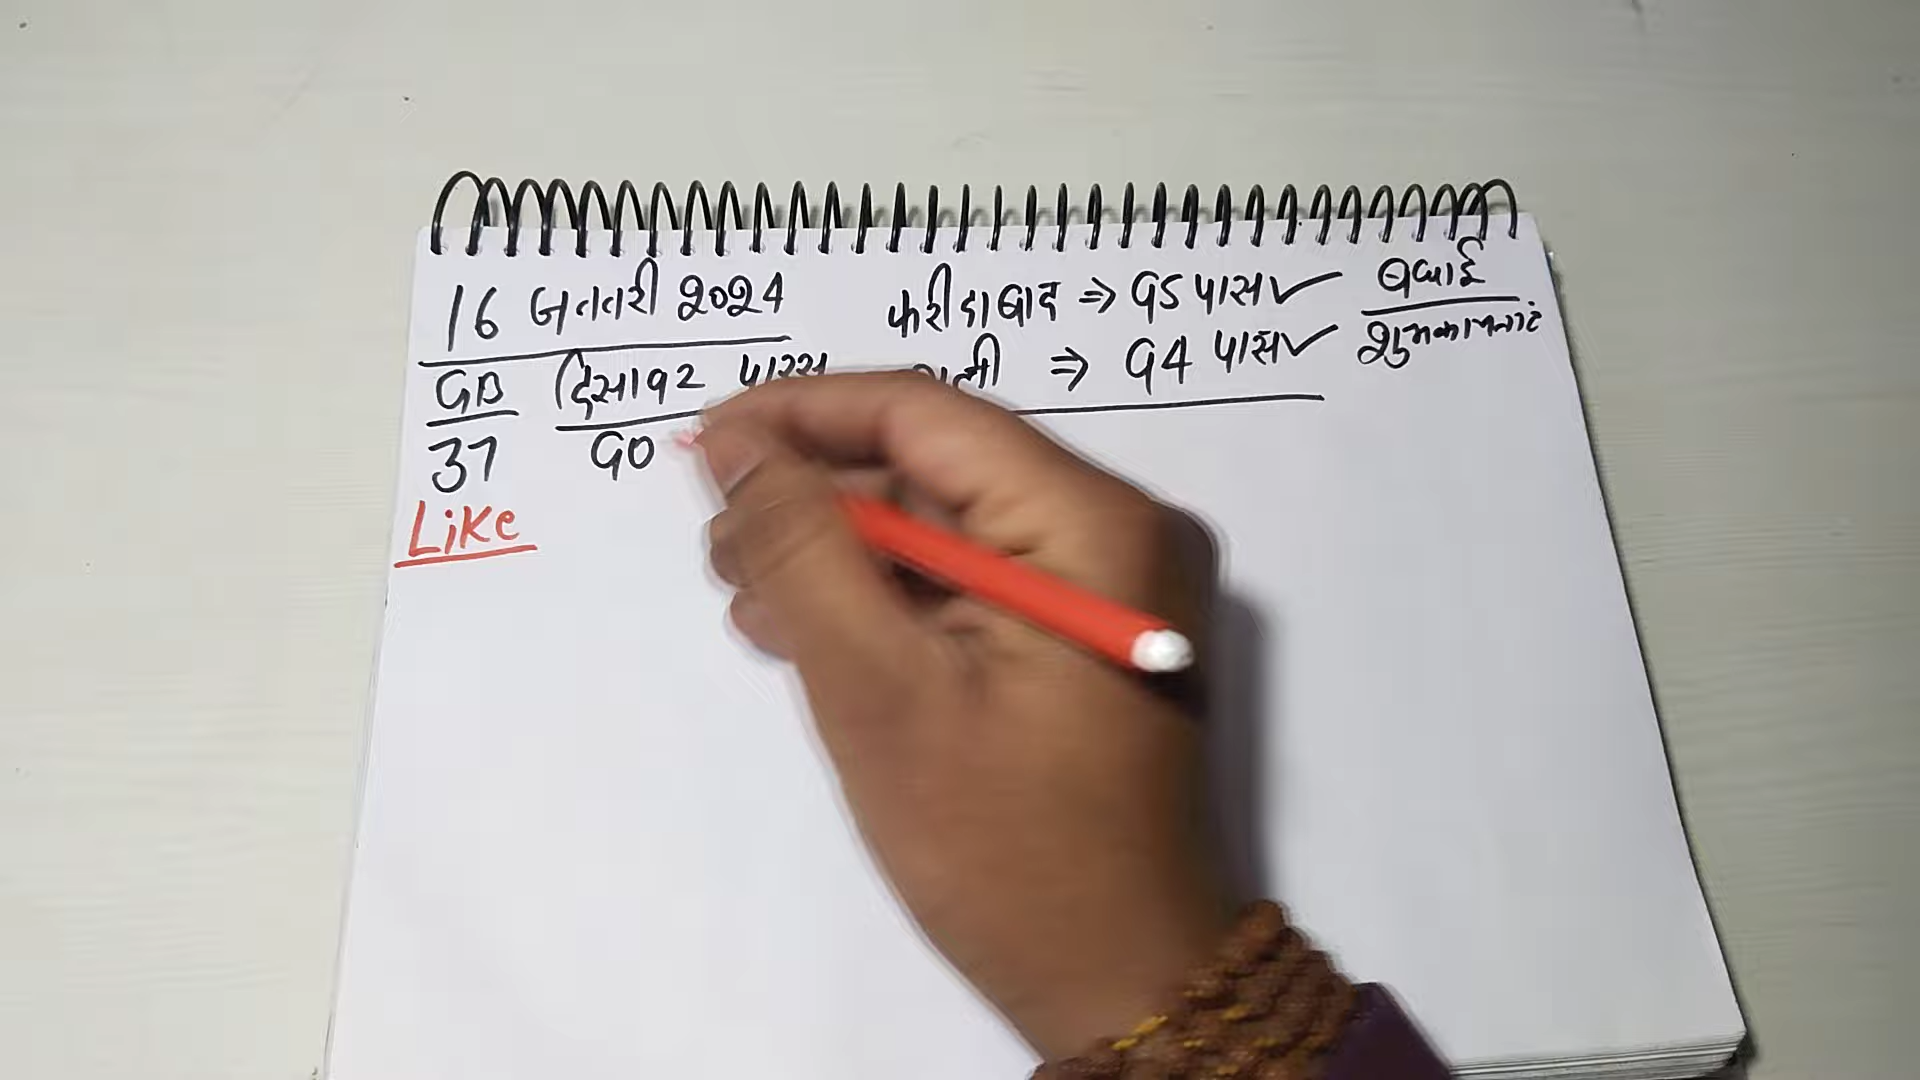 16 जनवरी 2024
फरीदाबाद ⇒ 95 पास✓
बधाई
⇒ 94 पास✓
शुभकामनाएं
GB
दिसावर
37
90
Like